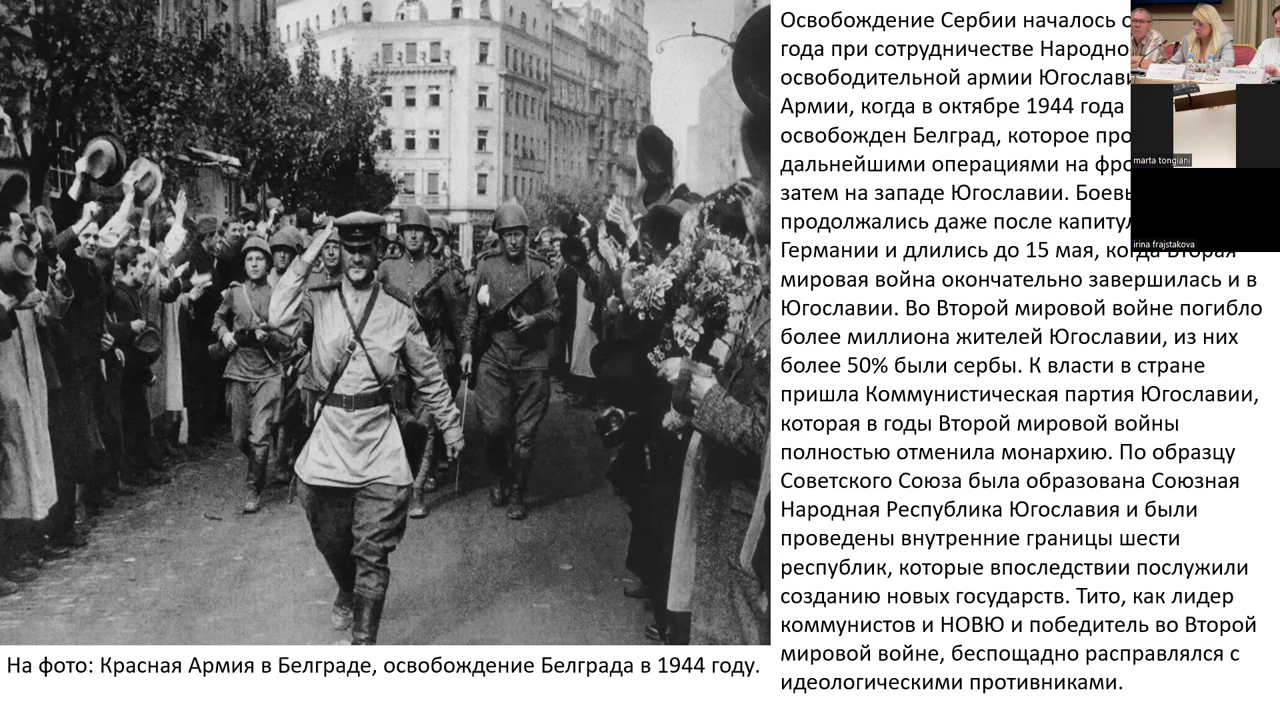 Освобождение Сербии началось
года при сотрудничестве
освободительной армии
Армии, когда в октябре 1944 года
освобожден Белград, которое
дальнейшими операциями на
затем на западе Югославии.
продолжались даже после
Германии и длились до 15 мая, когда Вторая
мировая война окончательно завершилась и в
Югославии. Во Второй мировой войне погибло
более миллиона жителей Югославии, из них
более 50% были сербы. К власти в стране
пришла Коммунистическая партия Югославии,
которая в годы Второй мировой войны
полностью отменила монархию. По образцу
Советского Союза была образована Союзная
Народная Республика Югославия и были
проведены внутренние границы шести
республик, которые впоследствии послужили
созданию новых государств. Тито, как лидер
коммунистов и НОВЮ и победитель во Второй
мировой войне, беспощадно расправлялся с
идеологическими противниками.
На фото: Красная Армия в Белграде, освобождение Белграда в 1944 году.
marta tongiani
irina frajstakova